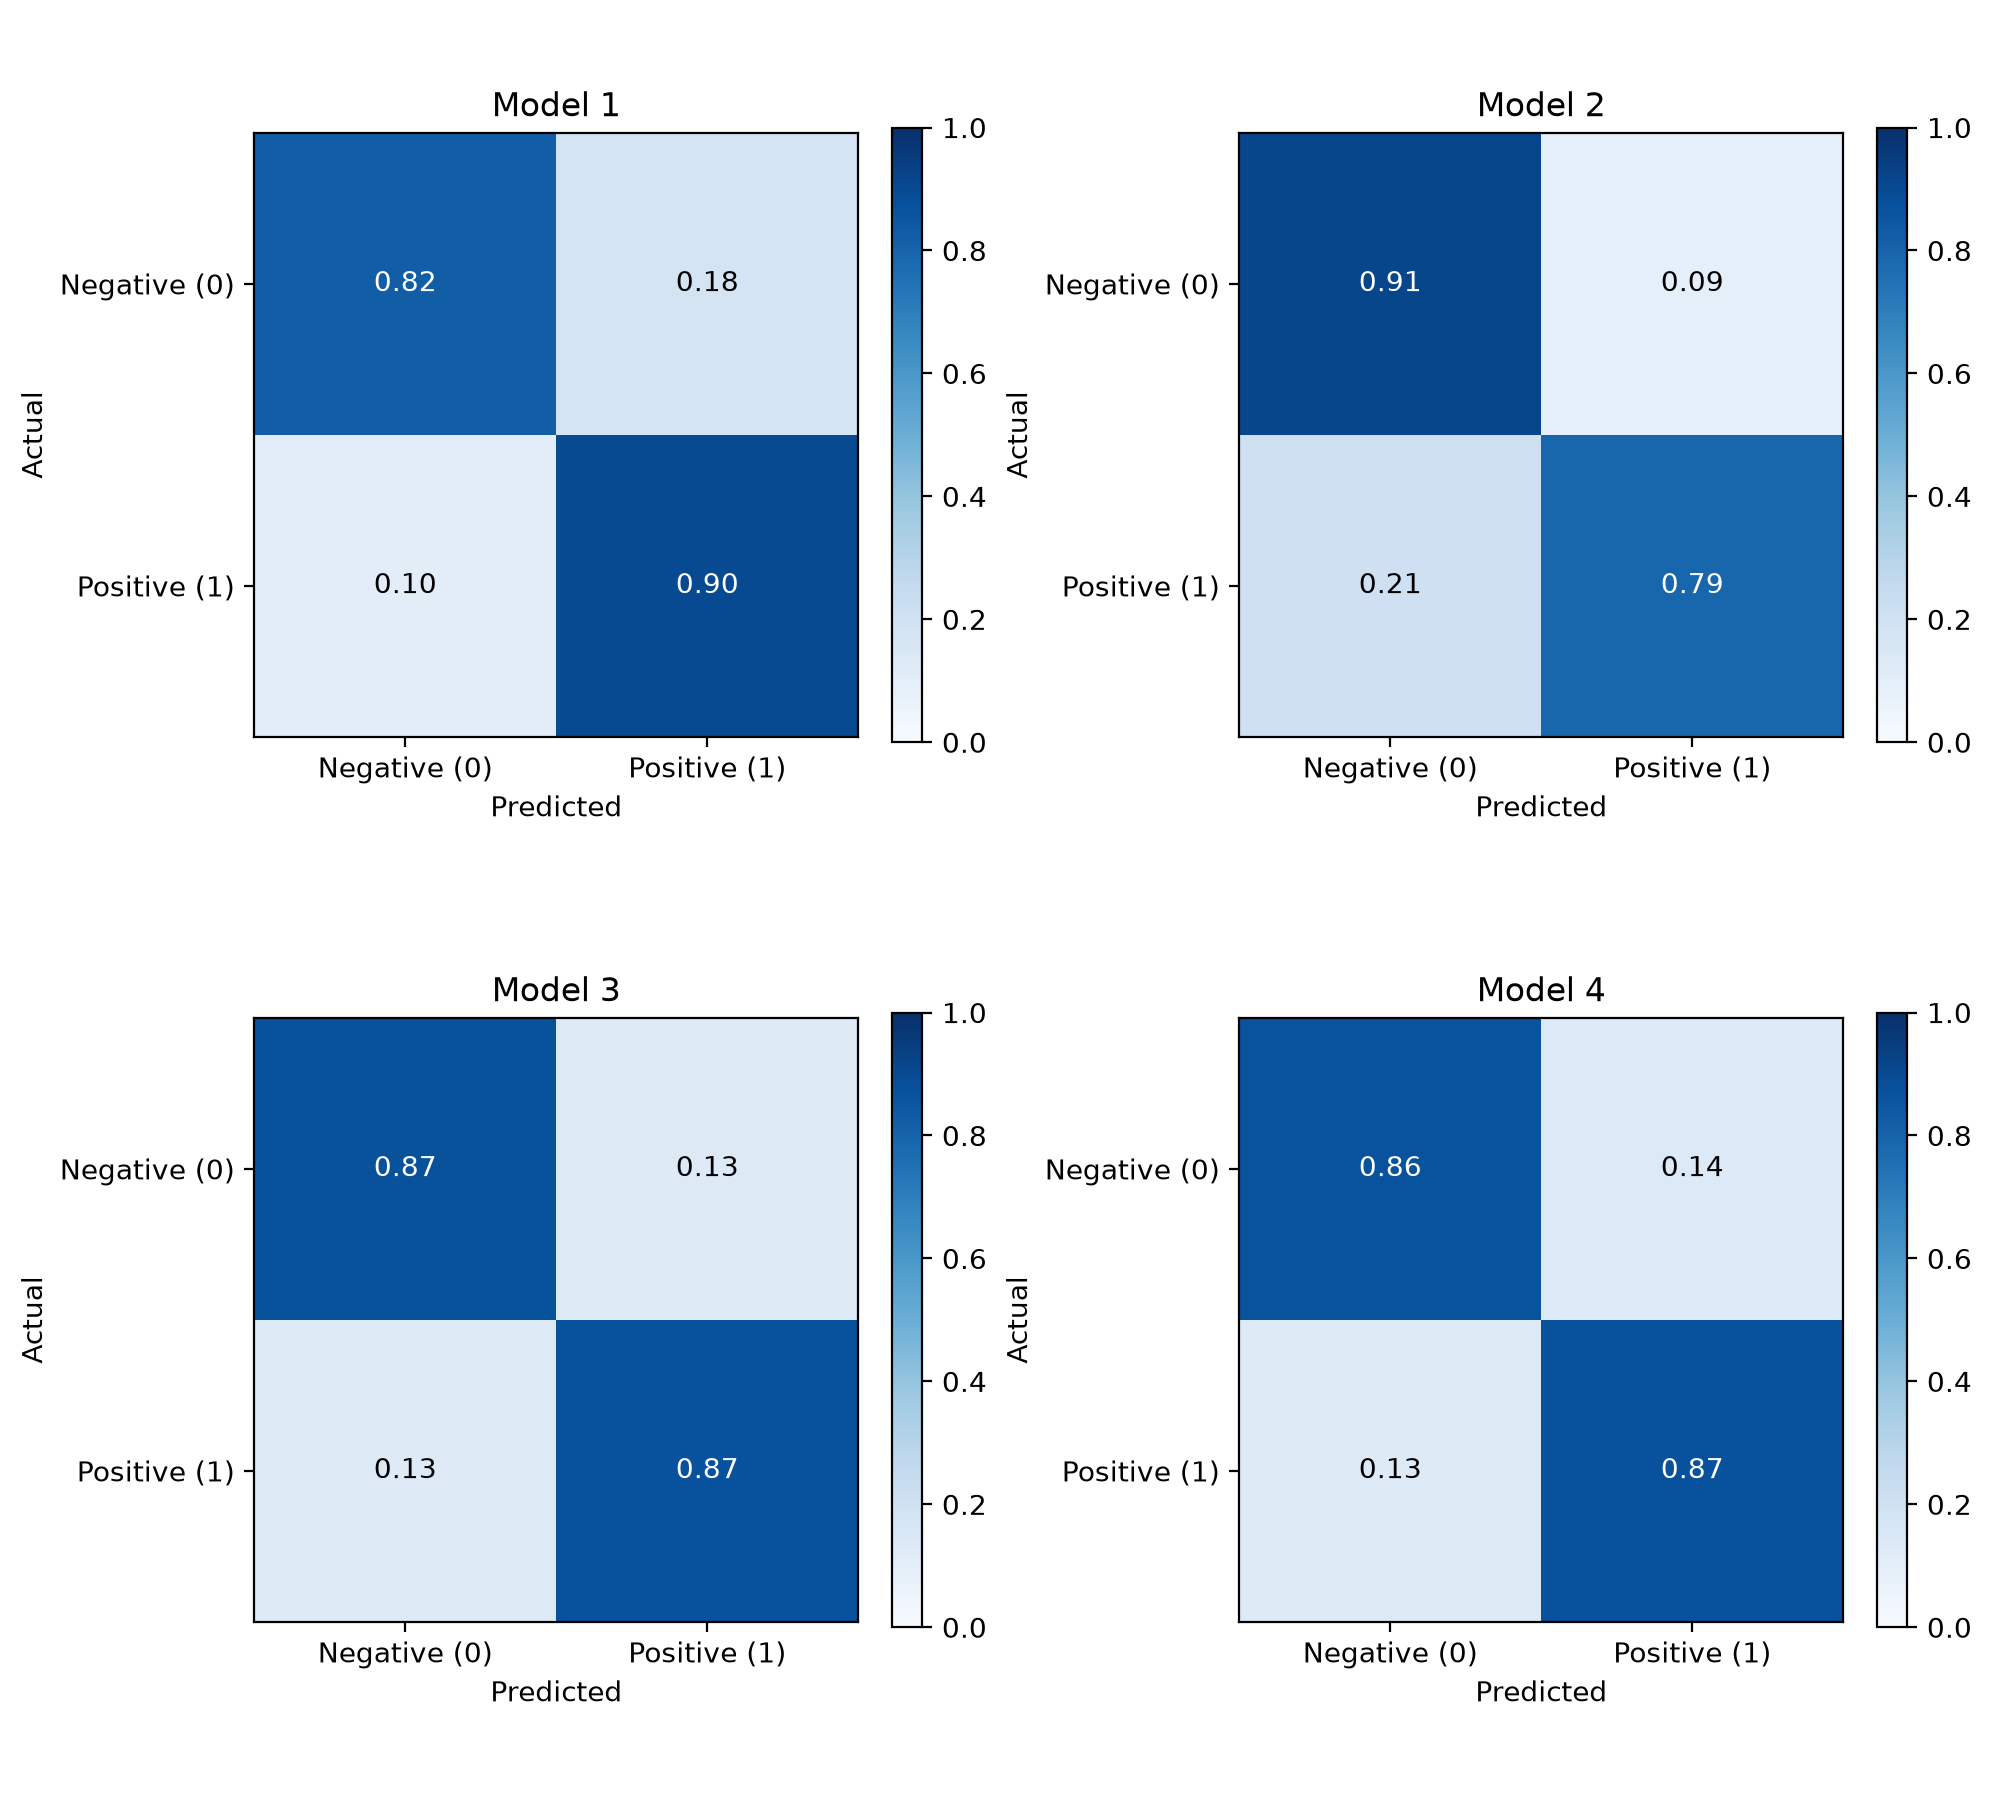 Model 1
1.0
0.8
0.6
0.4
0.2
0.0
Actual
Negative (0)
0.82
0.18
Positive (1)
0.10
0.90
Negative (0)
Positive (1)
Predicted
Model 2
1.0
0.8
0.6
0.4
0.2
0.0
Actual
Negative (0)
0.91
0.09
Positive (1)
0.21
0.79
Negative (0)
Positive (1)
Predicted
Model 3
1.0
0.8
0.6
0.4
0.2
0.0
Actual
Negative (0)
0.87
0.13
Positive (1)
0.13
0.87
Negative (0)
Positive (1)
Predicted
Model 4
1.0
0.8
0.6
0.4
0.2
0.0
Actual
Negative (0)
0.86
0.14
Positive (1)
0.13
0.87
Negative (0)
Positive (1)
Predicted